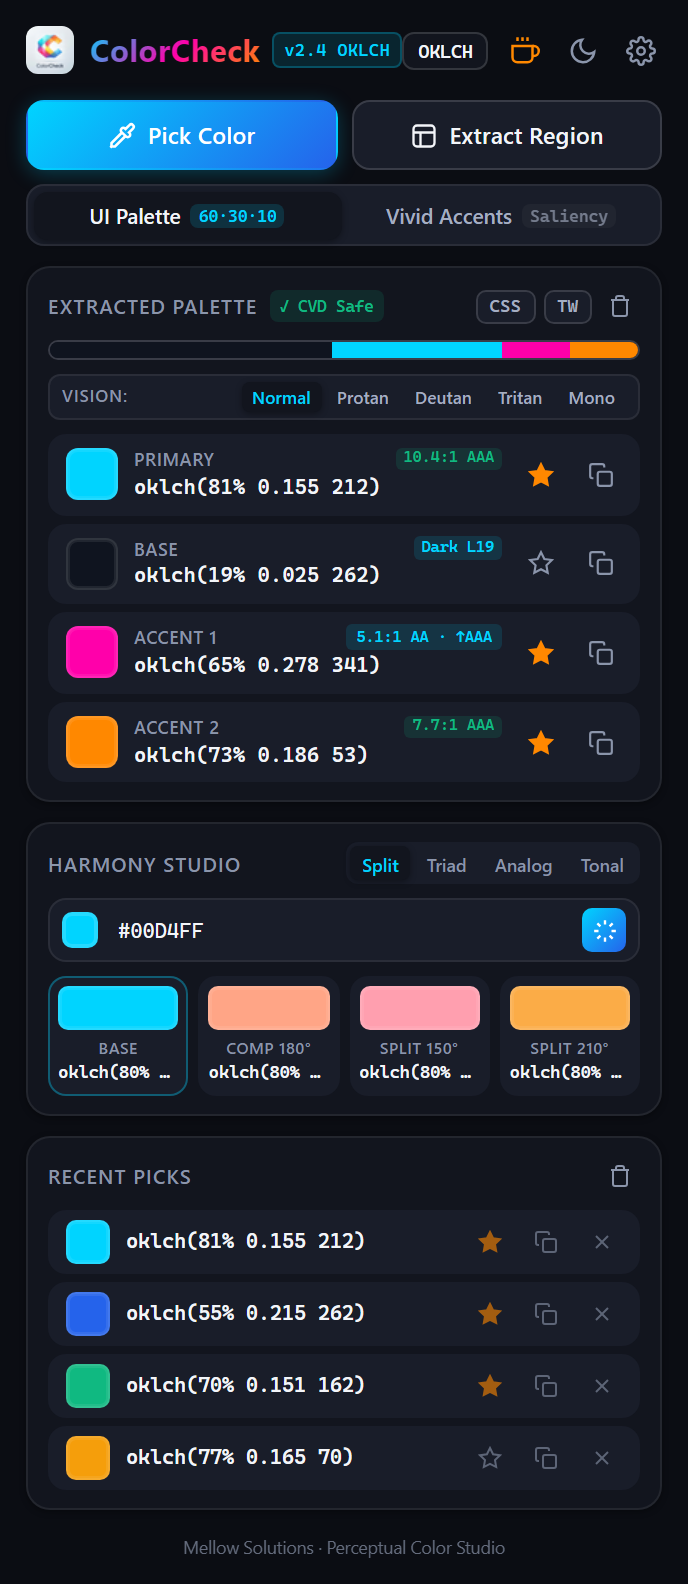 ColorCheck v2.4 OKLCH OKLCH
Pick Color Extract Region
UI Palette 60·30·10 Vivid Accents Saliency
EXTRACTED PALETTE ✓ CVD Safe CSS TW
VISION: Normal Protan Deutan Tritan Mono
PRIMARY 10.4:1 AAA
oklch(81% 0.155 212)
BASE Dark L19
oklch(19% 0.025 262)
ACCENT 1 5.1:1 AA · ↑AAA
oklch(65% 0.278 341)
ACCENT 2 7.7:1 AAA
oklch(73% 0.186 53)
HARMONY STUDIO Split Triad Analog Tonal
#00D4FF
BASE COMP 180° SPLIT 150° SPLIT 210°
oklch(80% … oklch(80% … oklch(80% … oklch(80% …
RECENT PICKS
oklch(81% 0.155 212)
oklch(55% 0.215 262)
oklch(70% 0.151 162)
oklch(77% 0.165 70)
Mellow Solutions · Perceptual Color Studio